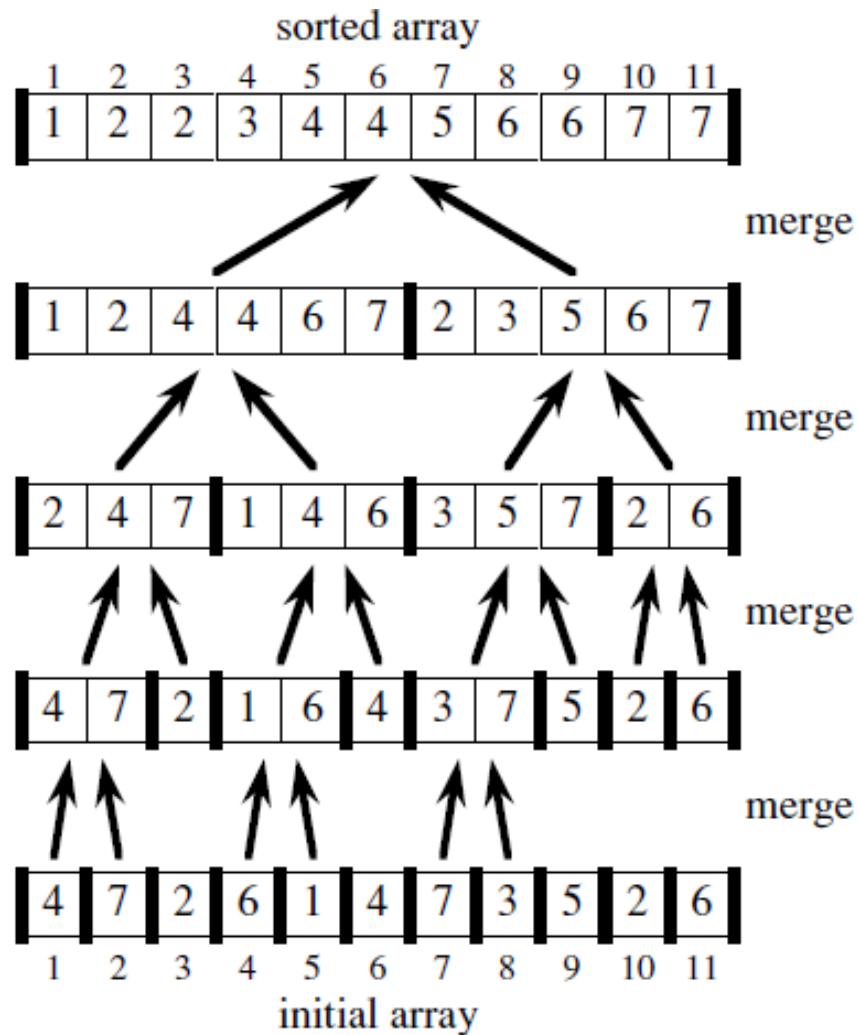 sorted array
1 2 3 4 5 6 7 8 9 10 11
1 2 2 3 4 4 5 6 6 7 7
merge
1 2 4 4 6 7 2 3 5 6 7
merge
2 4 7 1 4 6 3 5 7 2 6
merge
4 7 2 1 6 4 3 7 5 2 6
merge
4 7 2 6 1 4 7 3 5 2 6
1 2 3 4 5 6 7 8 9 10 11
initial array